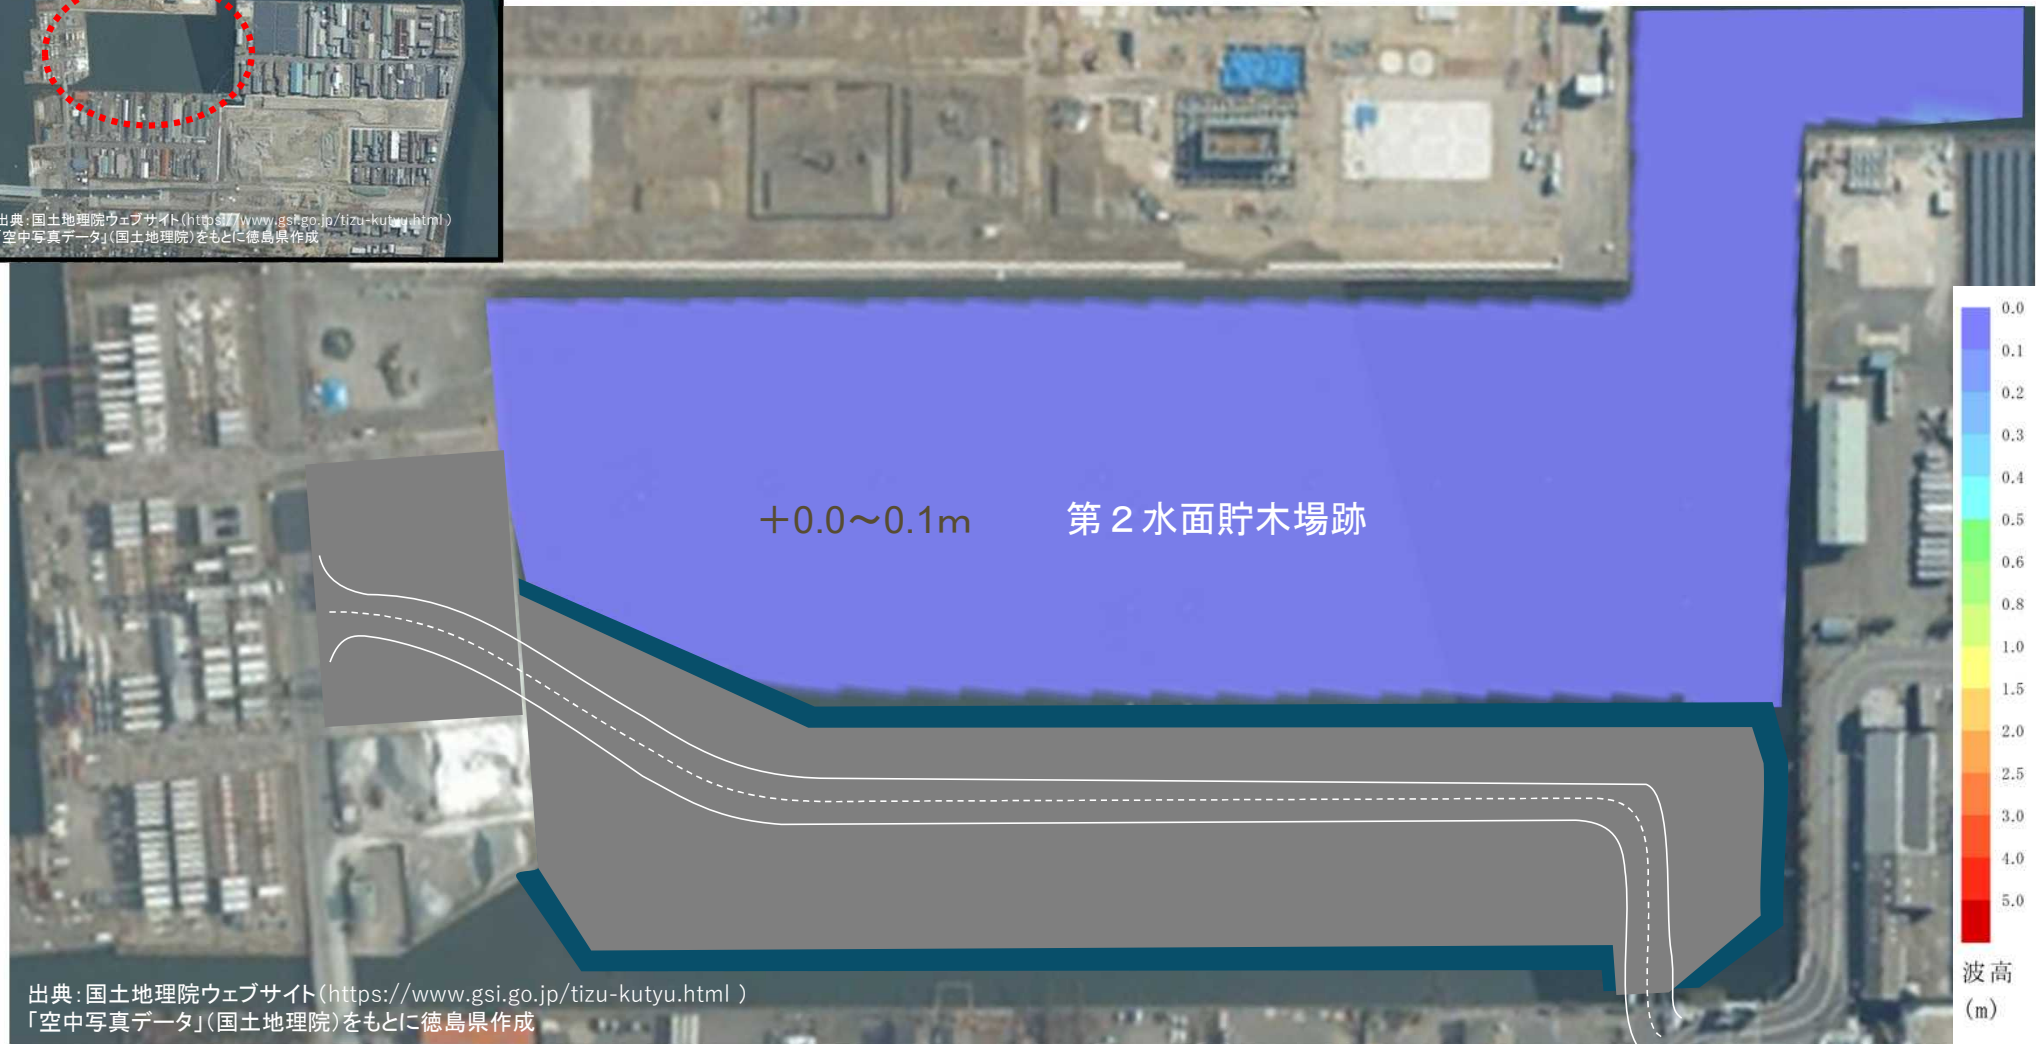 出典：国土地理院ウェブサイト（https://www.gsi.go.jp/tizu-kutyu.html ）
「空中写真データ」（国土地理院）をもとに徳島県作成
＋0.0～0.1m
第２水面貯木場跡
0.0
0.1
0.2
0.3
0.4
0.5
0.6
0.8
1.0
1.5
2.0
2.5
3.0
4.0
5.0
波高
(m)
出典：国土地理院ウェブサイト（https://www.gsi.go.jp/tizu-kutyu.html ）
「空中写真データ」（国土地理院）をもとに徳島県作成